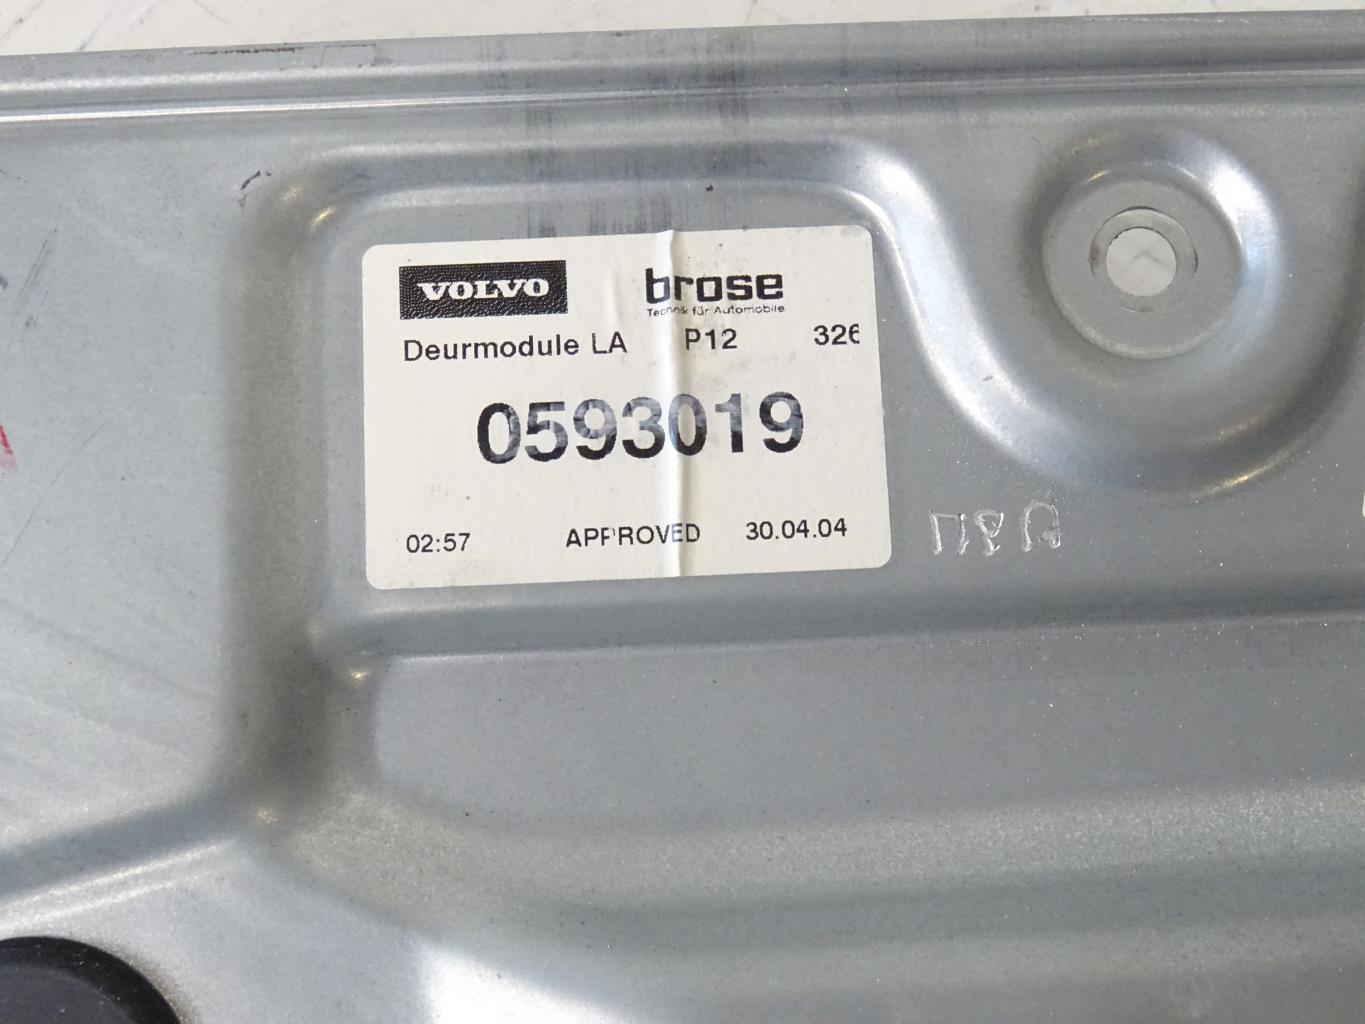 VOLVO brose
Technik für Automobile
Deurmodule LA P12 326
0593019
02:57 APPROVED 30.04.04